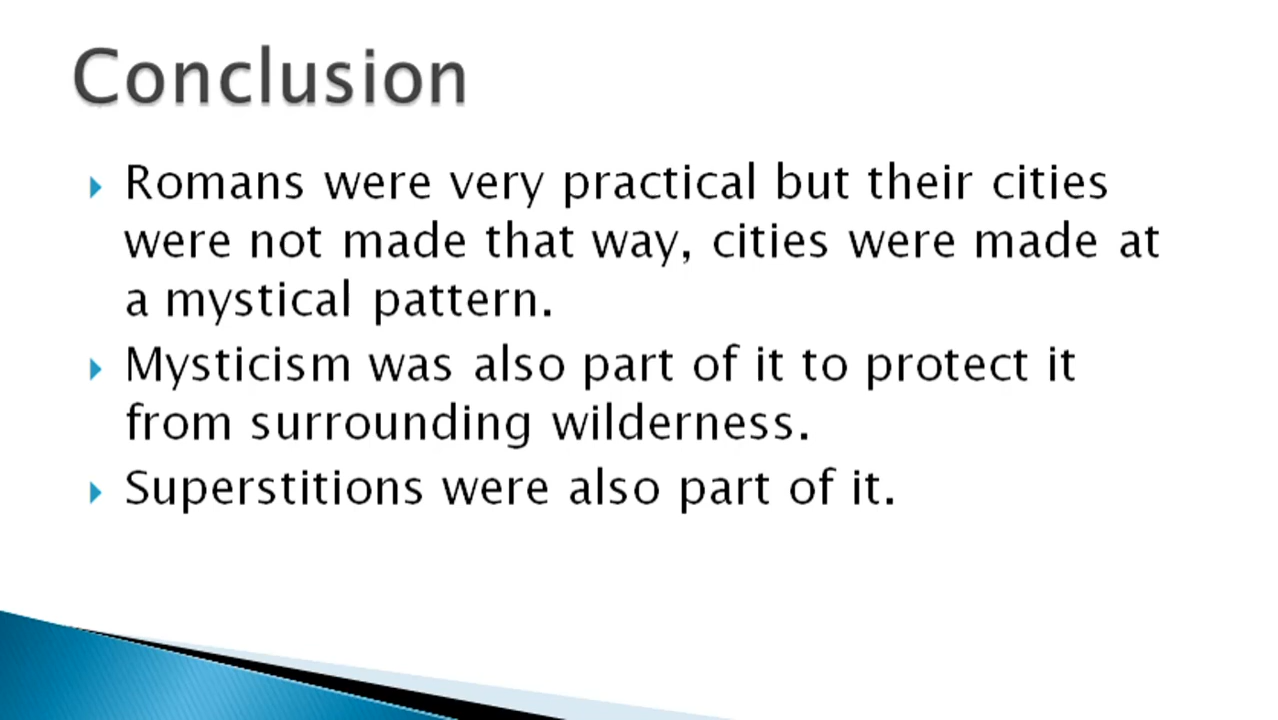 Conclusion
Romans were very practical but their cities
were not made that way, cities were made at
a mystical pattern.
Mysticism was also part of it to protect it
from surrounding wilderness.
Superstitions were also part of it.